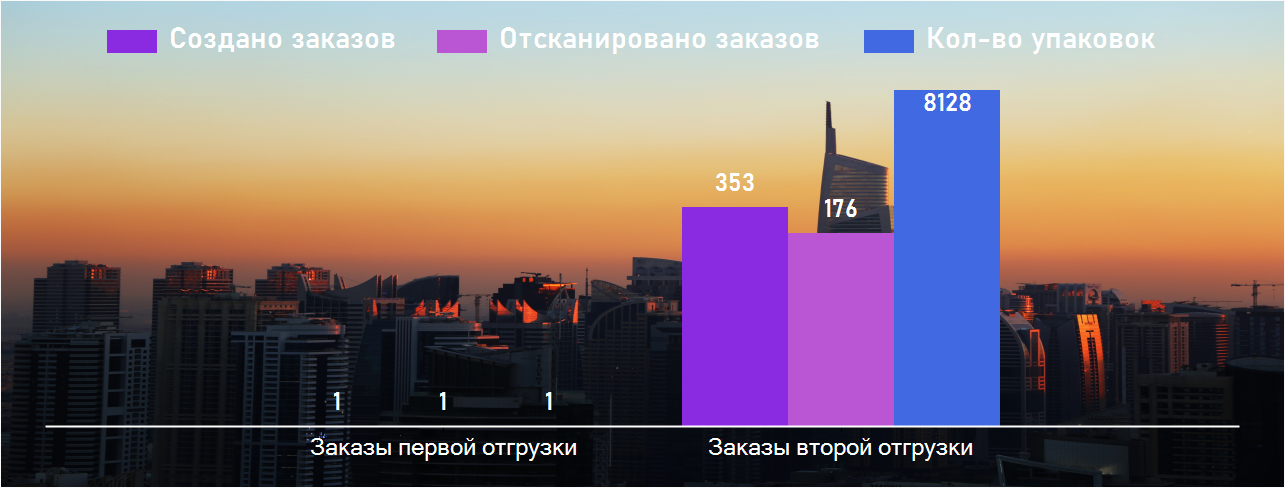 Создано заказов Отсканировано заказов Кол-во упаковок
8128
353
176
1 1 1
Заказы первой отгрузки Заказы второй отгрузки